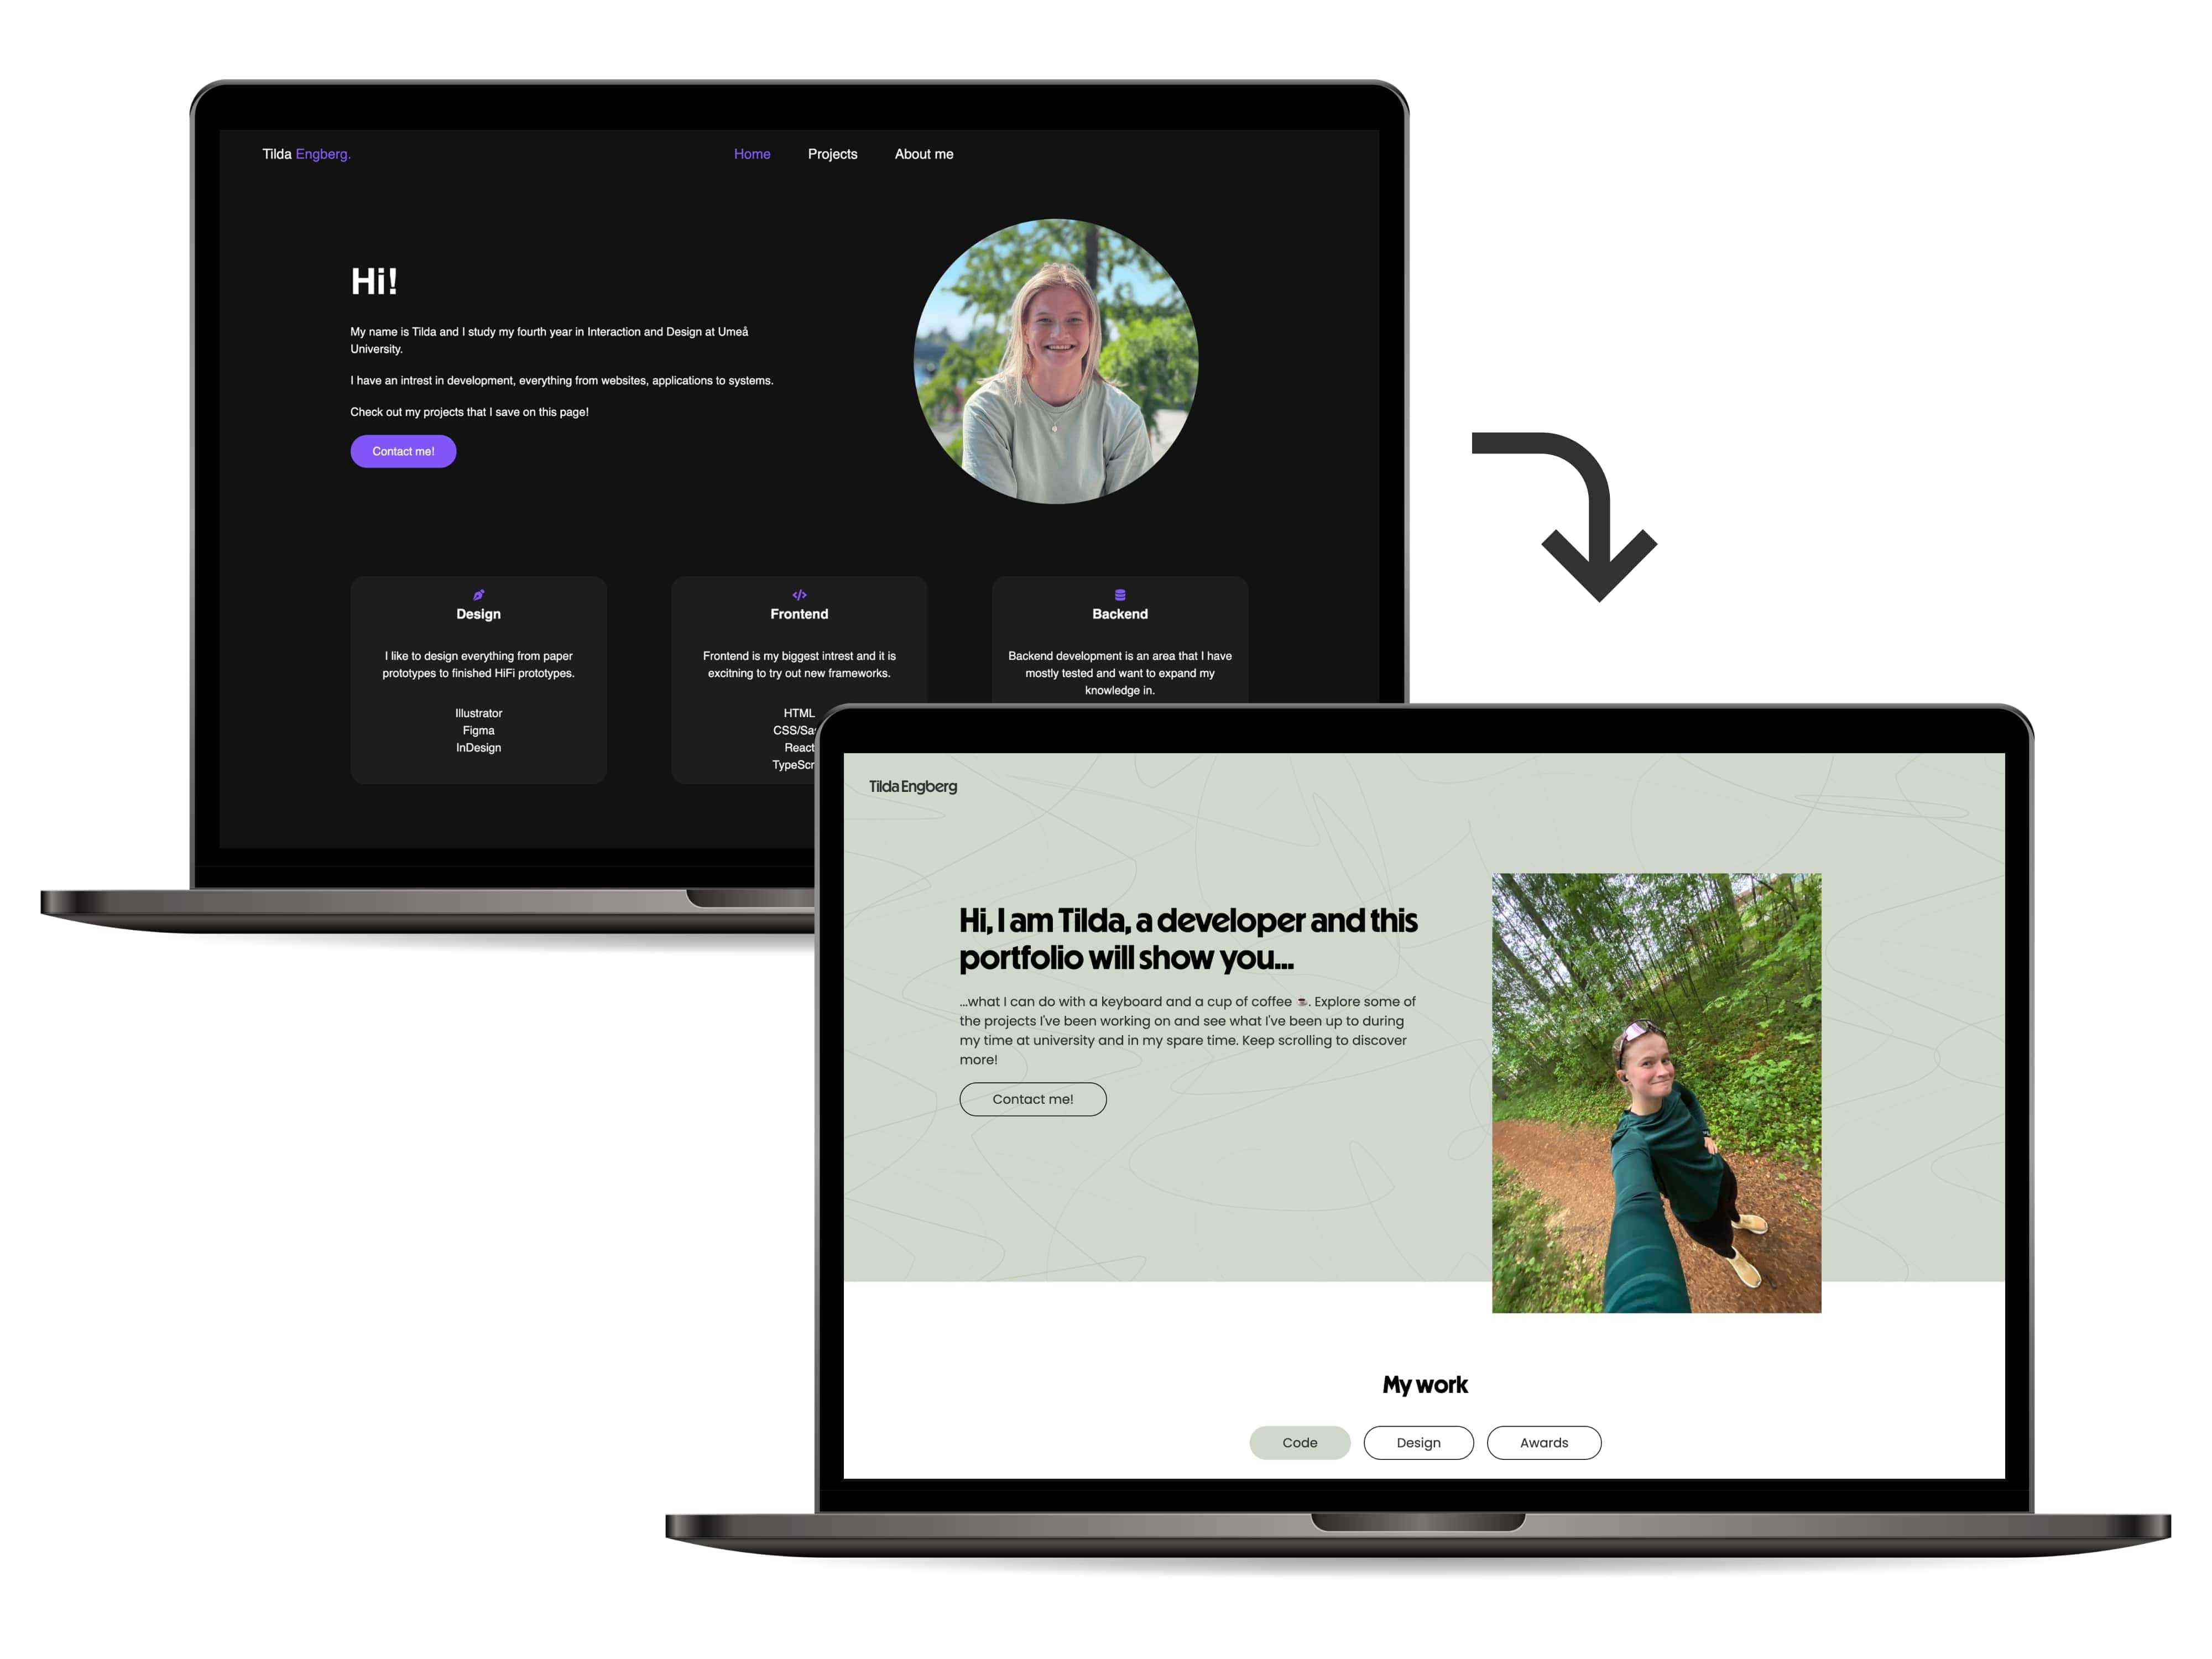 Tilda Engberg.
Home Projects About me
Hi!
My name is Tilda and I study my fourth year in Interaction and Design at Umeå
University.
I have an intrest in development, everything from websites, applications to systems.
Check out my projects that I save on this page!
Contact me!
Design
I like to design everything from paper
prototypes to finished HiFi prototypes.
Illustrator
Figma
InDesign
Frontend
Frontend is my biggest intrest and it is
excitning to try out new frameworks.
HTML
CSS/Sa
React
TypeScr
Backend
Backend development is an area that I have
mostly tested and want to expand my
knowledge in.
Tilda Engberg
Hi, I am Tilda, a developer and this
portfolio will show you...
...what I can do with a keyboard and a cup of coffee ☕. Explore some of
the projects I've been working on and see what I've been up to during
my time at university and in my spare time. Keep scrolling to discover
more!
Contact me!
My work
Code Design Awards